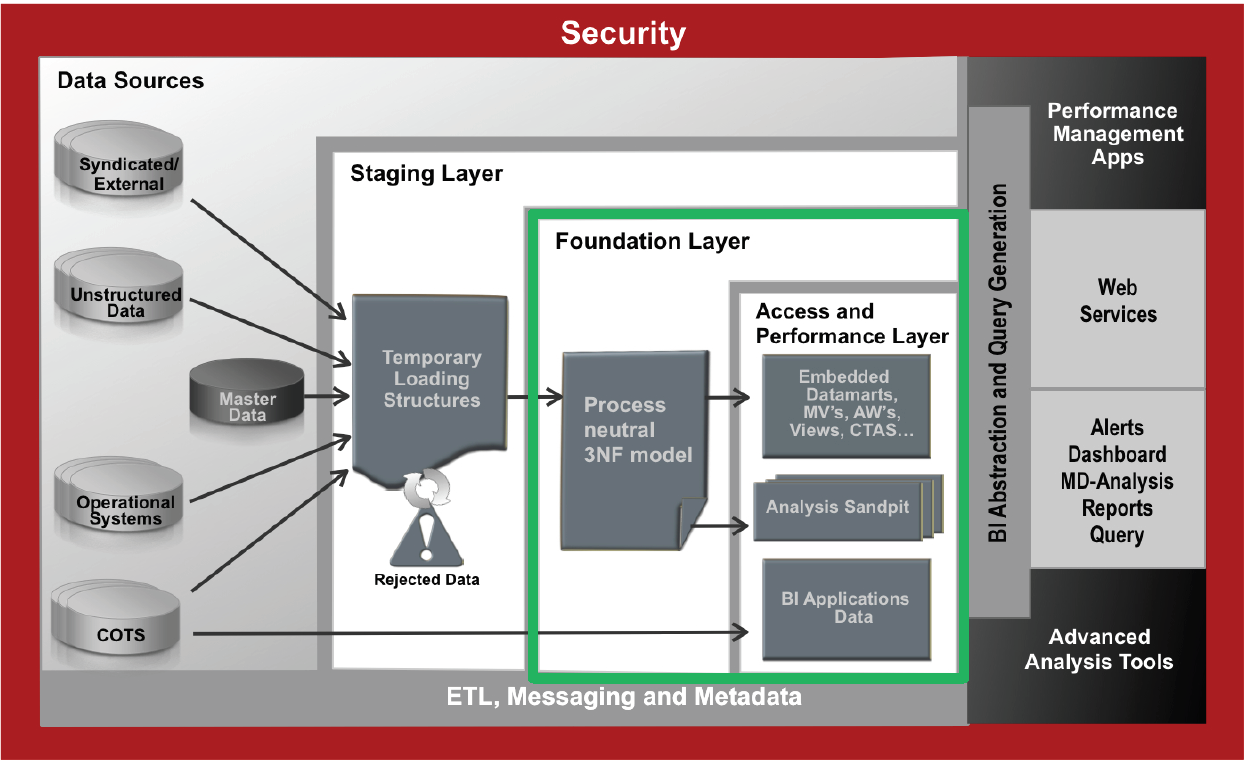 Security
Data Sources
Syndicated/
External
Unstructured
Data
Master
Data
Operational
Systems
COTS
Staging Layer
Temporary
Loading
Structures
Rejected Data
Foundation Layer
Process
neutral
3NF model
Access and
Performance Layer
Embedded
Datamarts,
MV's, AW's,
Views, CTAS...
Analysis Sandpit
BI Applications
Data
BI Abstraction and Query Generation
Performance
Management
Apps
Web
Services
Alerts
Dashboard
MD-Analysis
Reports
Query
Advanced
Analysis Tools
ETL, Messaging and Metadata